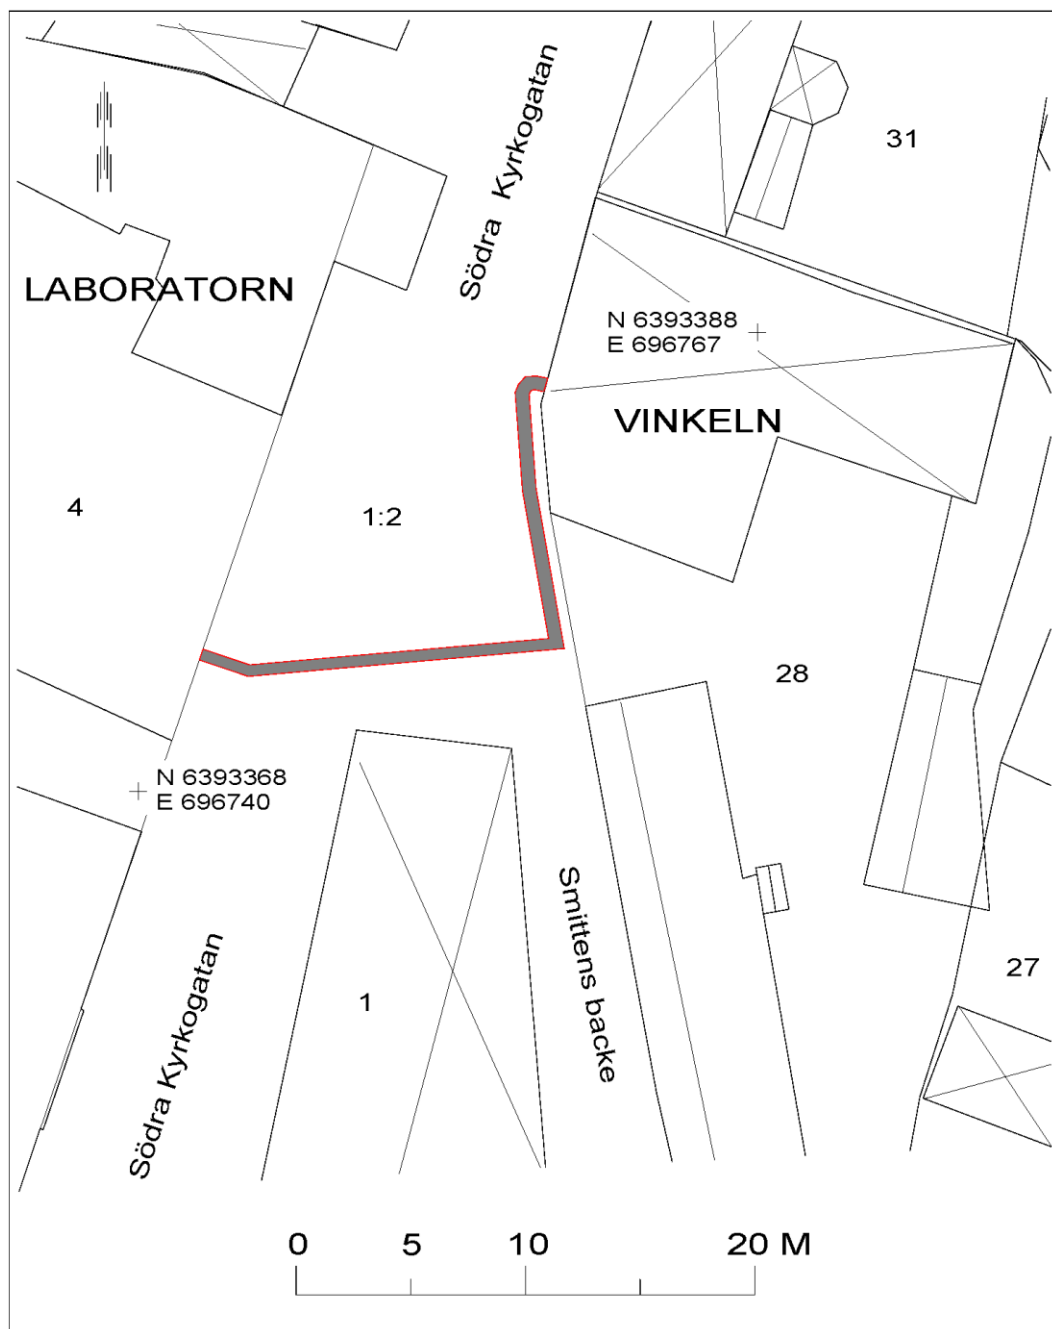 Södra Kyrkogatan
31
LABORATORN
N 6393388
E 696767
VINKELN
4
1:2
28
N 6393368
E 696740
Smittens backe
Södra Kyrkogatan
1
27
0 5 10 20 M